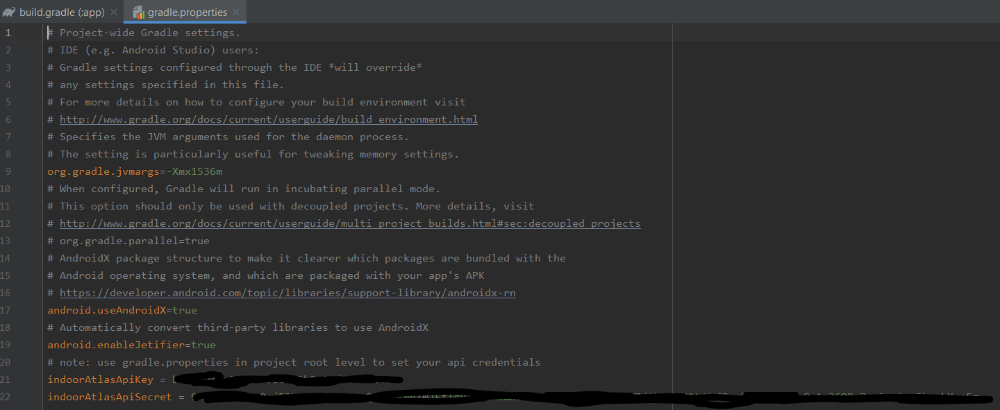 build.gradle (:app) gradle.properties
1 # Project-wide Gradle settings.
2 # IDE (e.g. Android Studio) users:
3 # Gradle settings configured through the IDE *will override*
4 # any settings specified in this file.
5 # For more details on how to configure your build environment visit
6 # http://www.gradle.org/docs/current/userguide/build_environment.html
7 # Specifies the JVM arguments used for the daemon process.
8 # The setting is particularly useful for tweaking memory settings.
9 org.gradle.jvmargs=-Xmx1536m
10 # When configured, Gradle will run in incubating parallel mode.
11 # This option should only be used with decoupled projects. More details, visit
12 # http://www.gradle.org/docs/current/userguide/multi_project_builds.html#sec:decoupled_projects
13 # org.gradle.parallel=true
14 # AndroidX package structure to make it clearer which packages are bundled with the
15 # Android operating system, and which are packaged with your app's APK
16 # https://developer.android.com/topic/libraries/support-library/androidx-rn
17 android.useAndroidX=true
18 # Automatically convert third-party libraries to use AndroidX
19 android.enableJetifier=true
20 # note: use gradle.properties in project root level to set your api credentials
21 indoorAtlasApiKey =
22 indoorAtlasApiSecret =